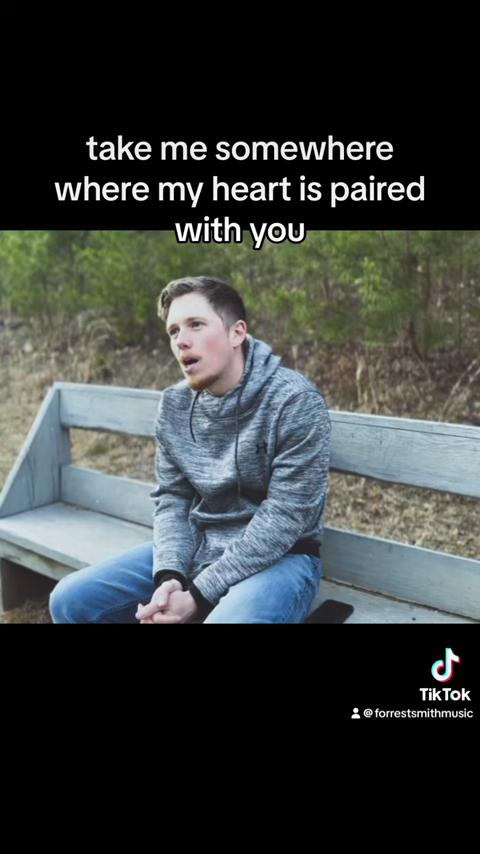 take me somewhere
where my heart is paired
with you
TikTok
@forrestsmithmusic